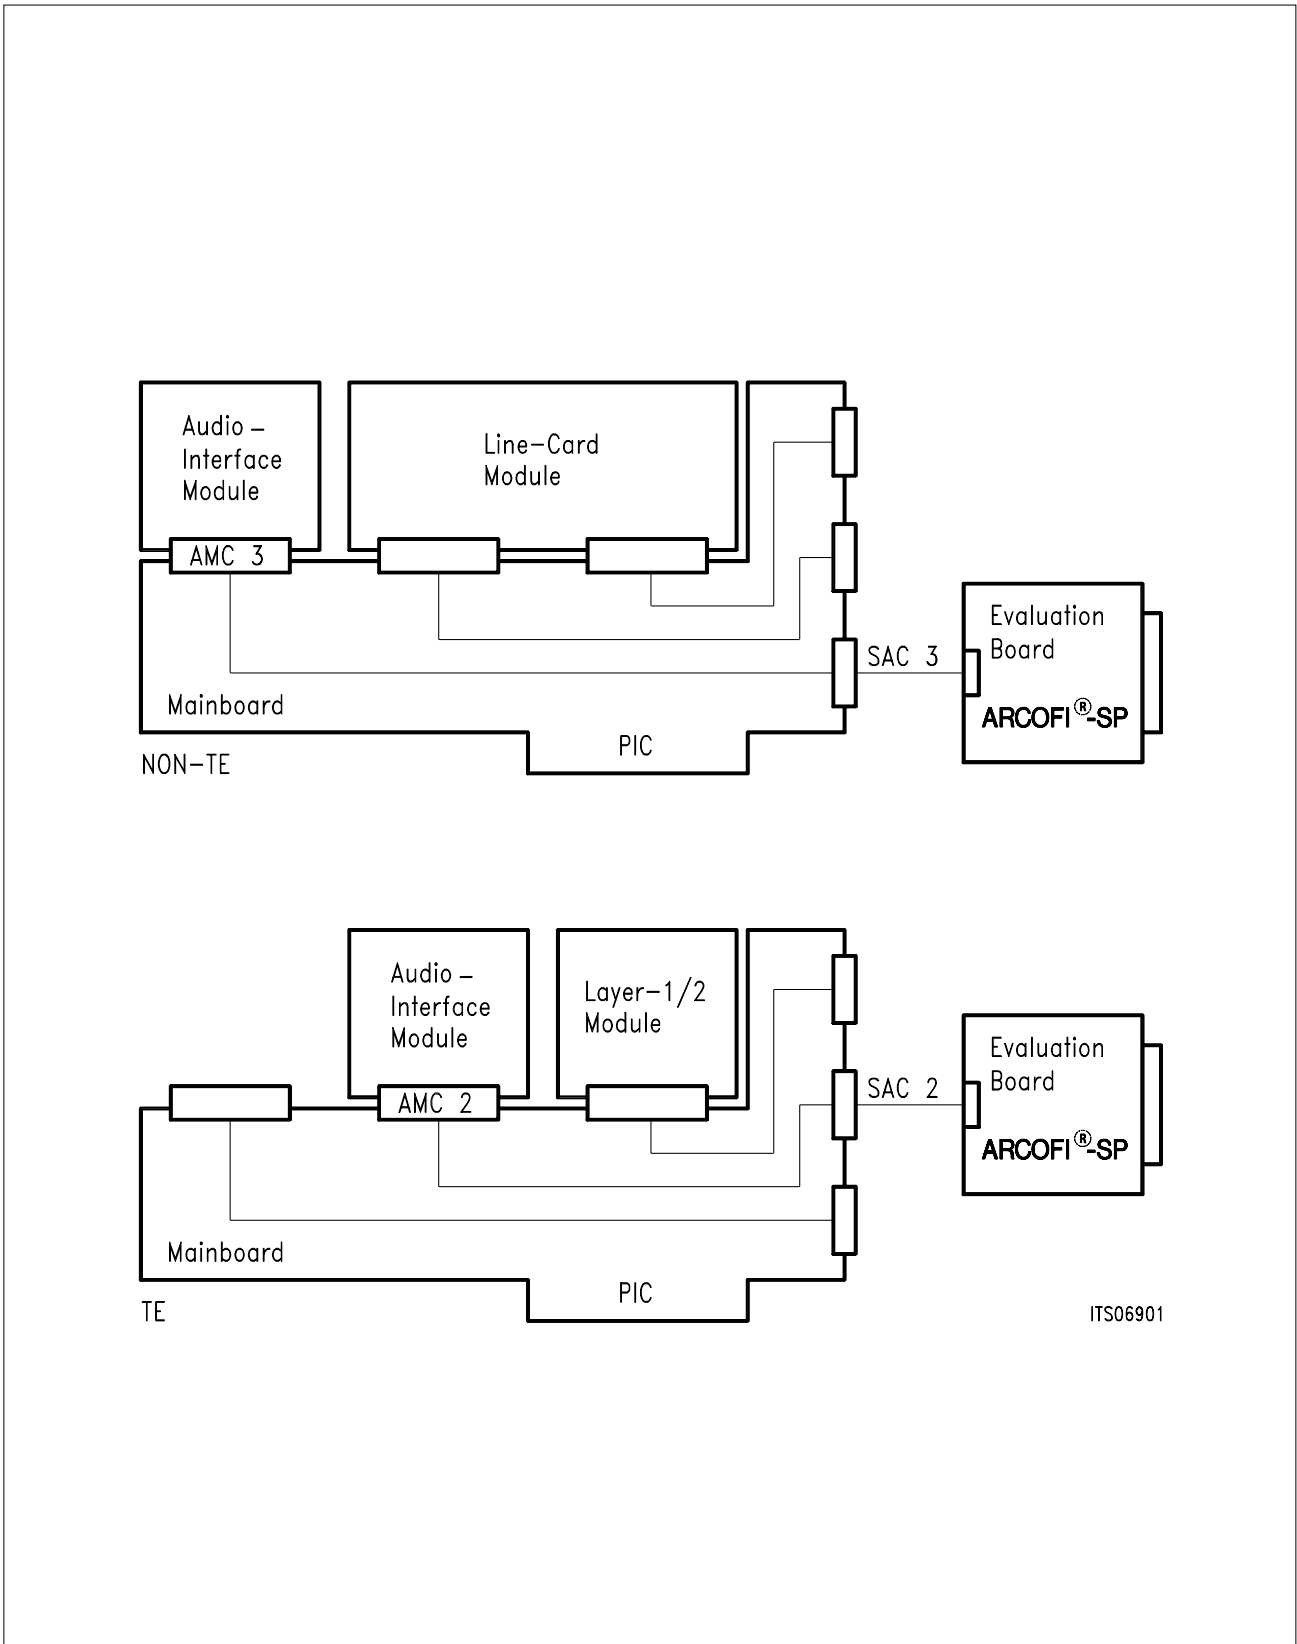 Audio –
Interface
Module
Line-Card
Module
AMC 3
Evaluation
Board
SAC 3
Mainboard
ARCOFI®-SP
PIC
NON-TE
Audio –
Interface
Module
Layer-1/2
Module
Evaluation
Board
SAC 2
AMC 2
ARCOFI®-SP
Mainboard
PIC
TE
ITS06901